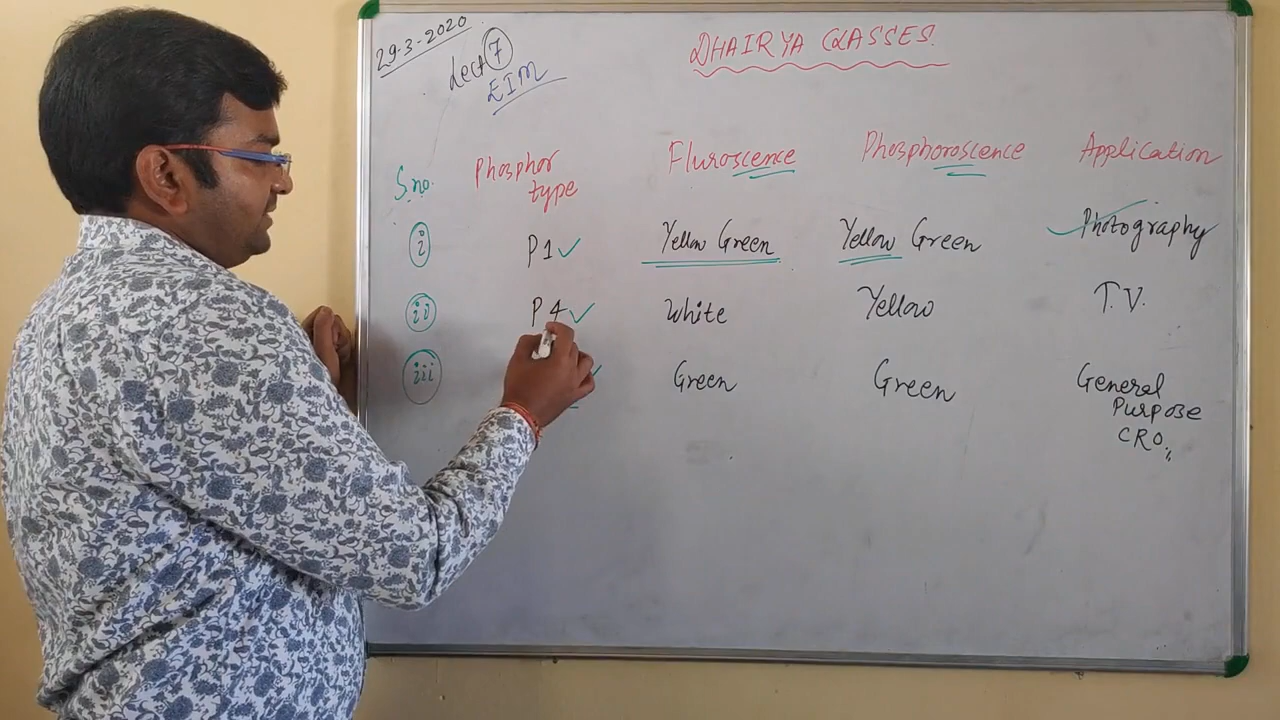 29-3-2020
Lect 7
EIM
DHAIRYA CLASSES.
S.no. Phosphor type Fluroscence Phosphoroscence Application
i P1 Yellow Green Yellow Green Photography
ii P4 White Yellow T.V.
iii Green Green General Purpose CRO.